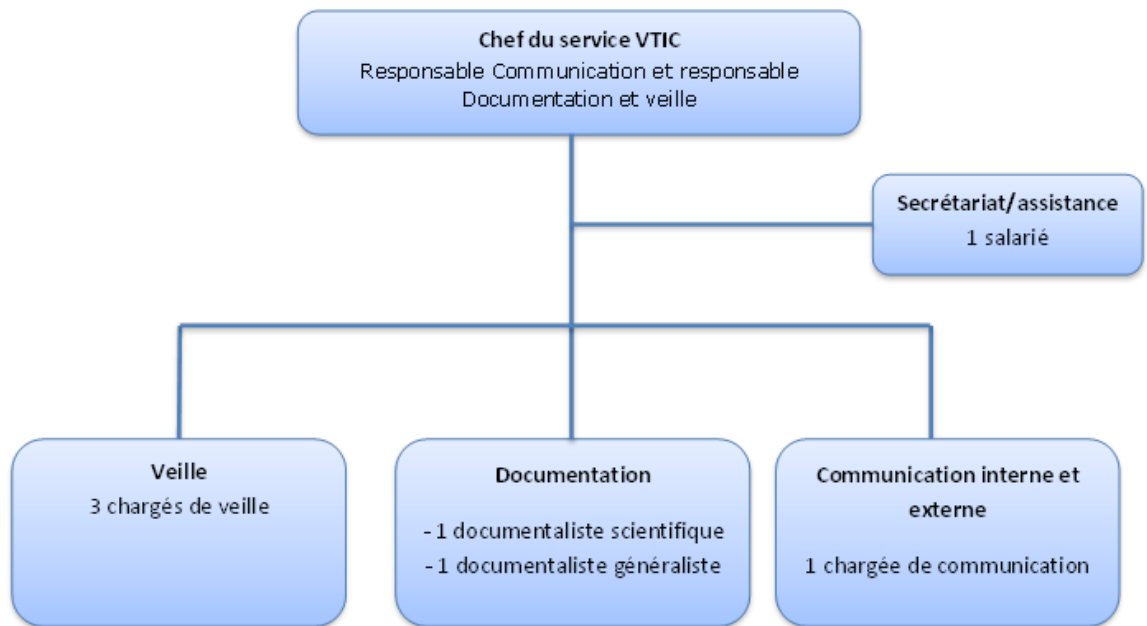 Chef du service VTIC
Responsable Communication et responsable
Documentation et veille
Secrétariat/assistance
1 salarié
Veille
3 chargés de veille
Documentation
- 1 documentaliste scientifique
- 1 documentaliste généraliste
Communication interne et
externe
1 chargée de communication